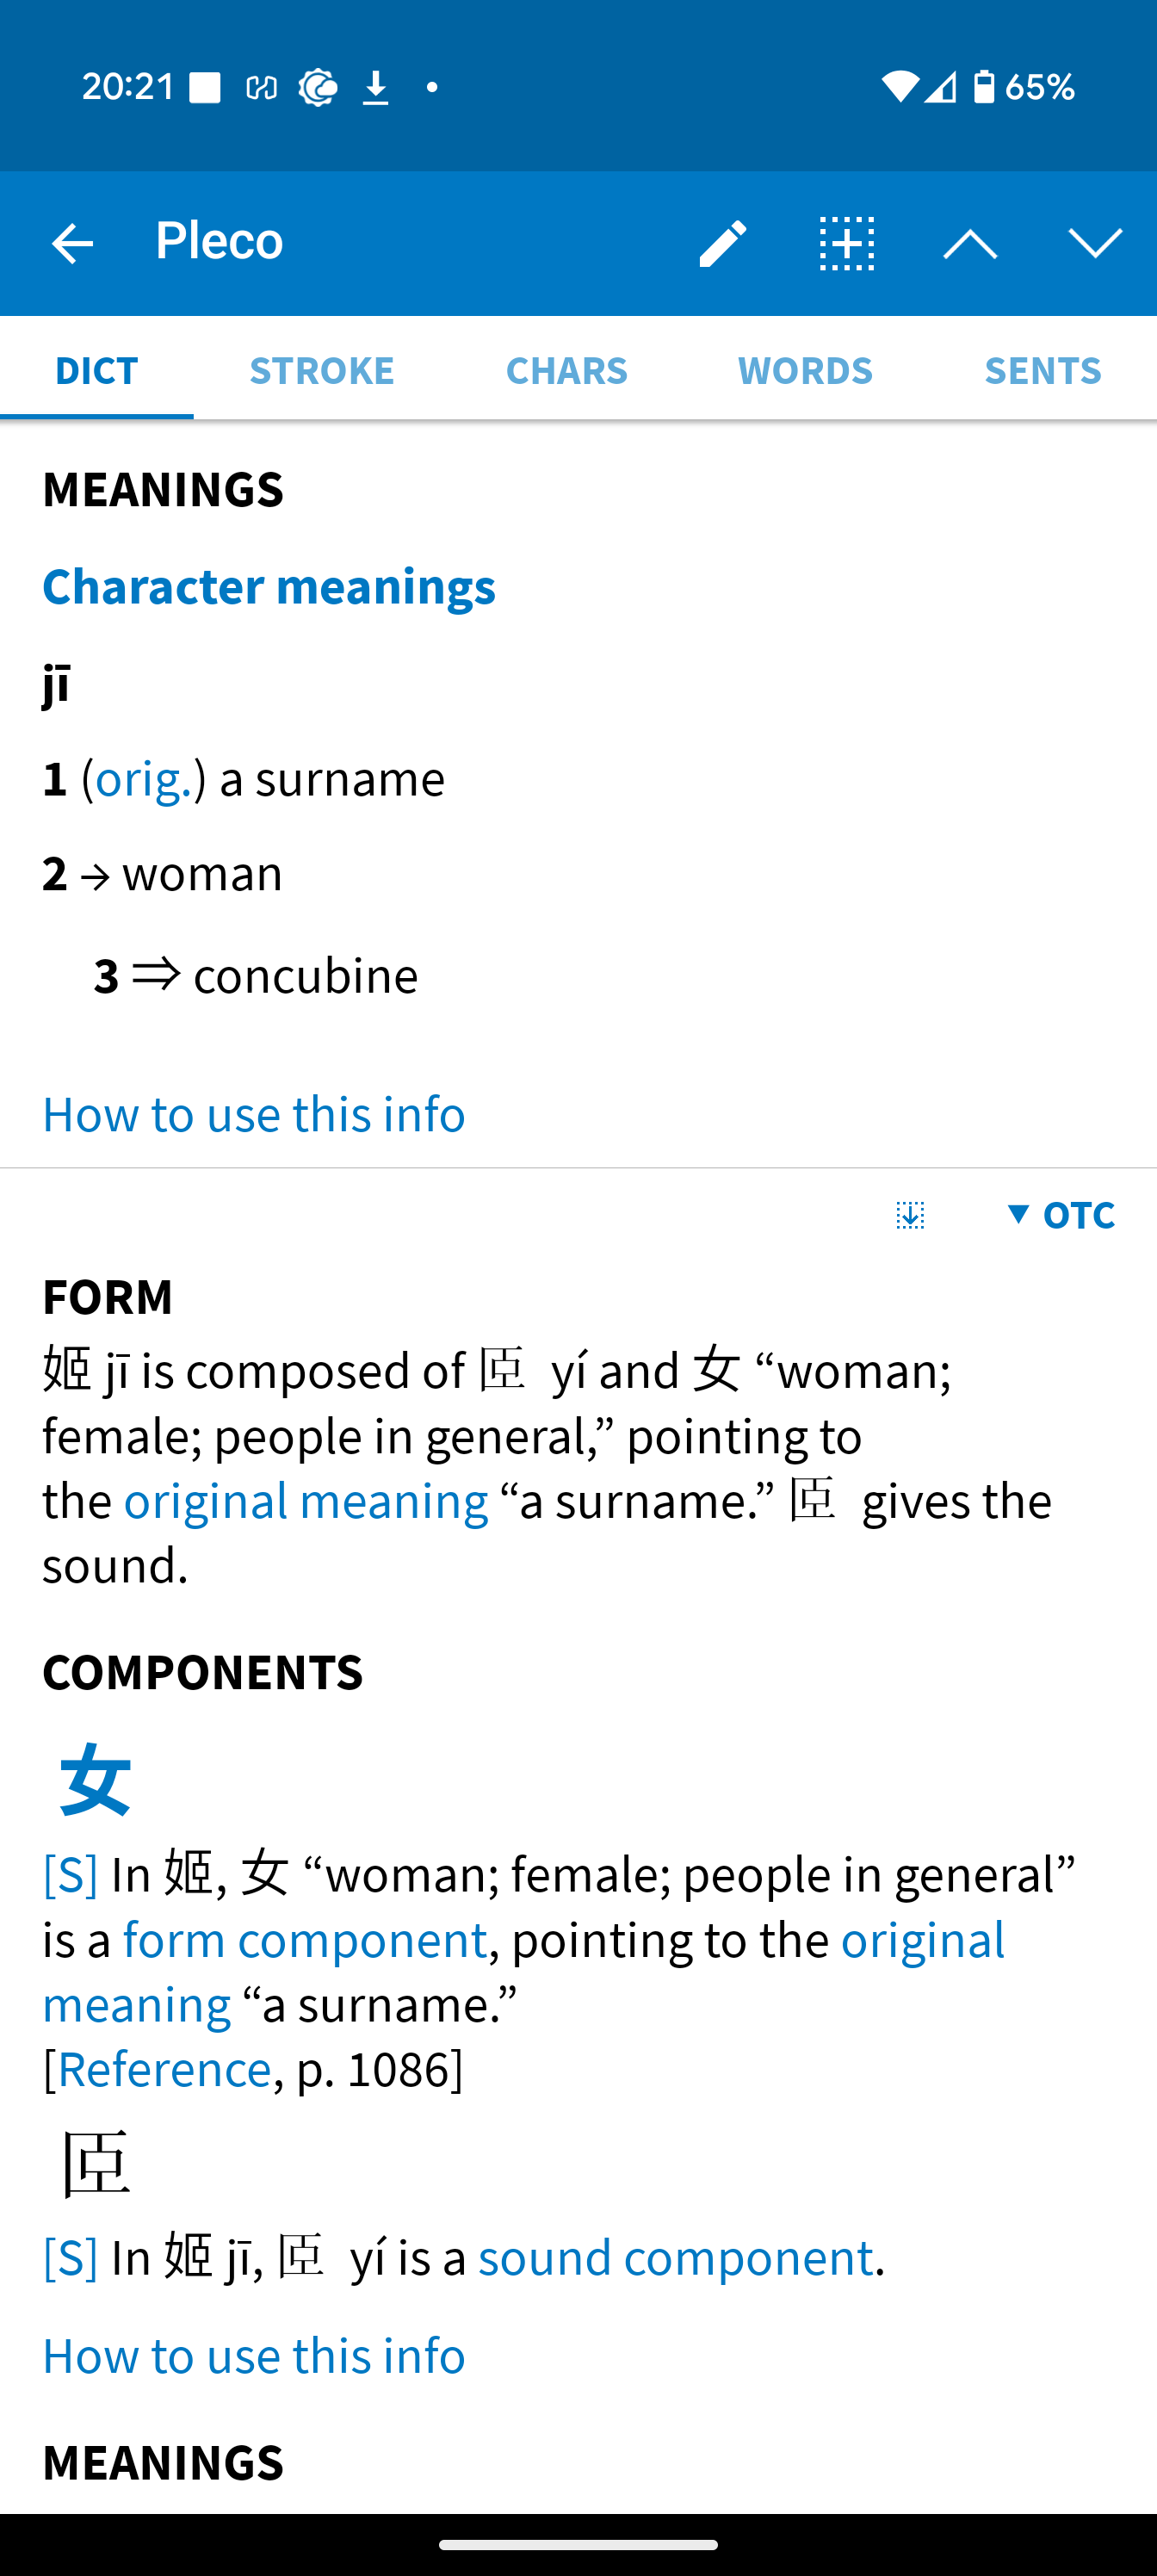 20:21
65%
Pleco
DICT STROKE CHARS WORDS SENTS
MEANINGS
Character meanings
jī
1 (orig.) a surname
2 → woman
3 ⇒ concubine
How to use this info
▼ OTC
FORM
姬 jī is composed of 𦣞 yí and 女 “woman;
female; people in general,” pointing to
the original meaning “a surname.” 𦣞 gives the
sound.
COMPONENTS
女
[S] In 姬, 女 “woman; female; people in general”
is a form component, pointing to the original
meaning “a surname.”
[Reference, p. 1086]
𦣞
[S] In 姬 jī, 𦣞 yí is a sound component.
How to use this info
MEANINGS